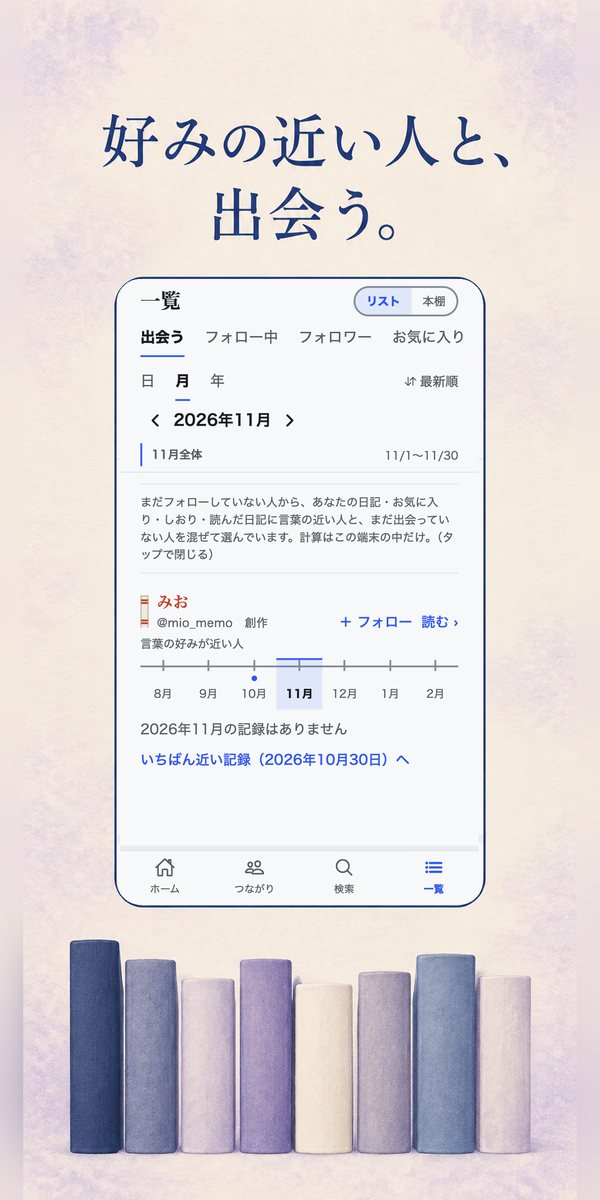 好みの近い人と、
出会う。
一覧
リスト 本棚
出会う フォロー中 フォロワー お気に入り
日 月 年 最新順
2026年11月
11月全体 11/1〜11/30
まだフォローしていない人から、あなたの日記・お気に入
り・しおり・読んだ日記に言葉の近い人と、まだ出会ってい
ない人を混ぜて選んでいます。計算はこの端末の中だけ。（タ
ップで閉じる）
みお
@mio_memo 創作 ＋ フォロー 読む ›
言葉の好みが近い人
8月 9月 10月 11月 12月 1月 2月
2026年11月の記録はありません
いちばん近い記録（2026年10月30日）へ
ホーム つながり 検索 一覧